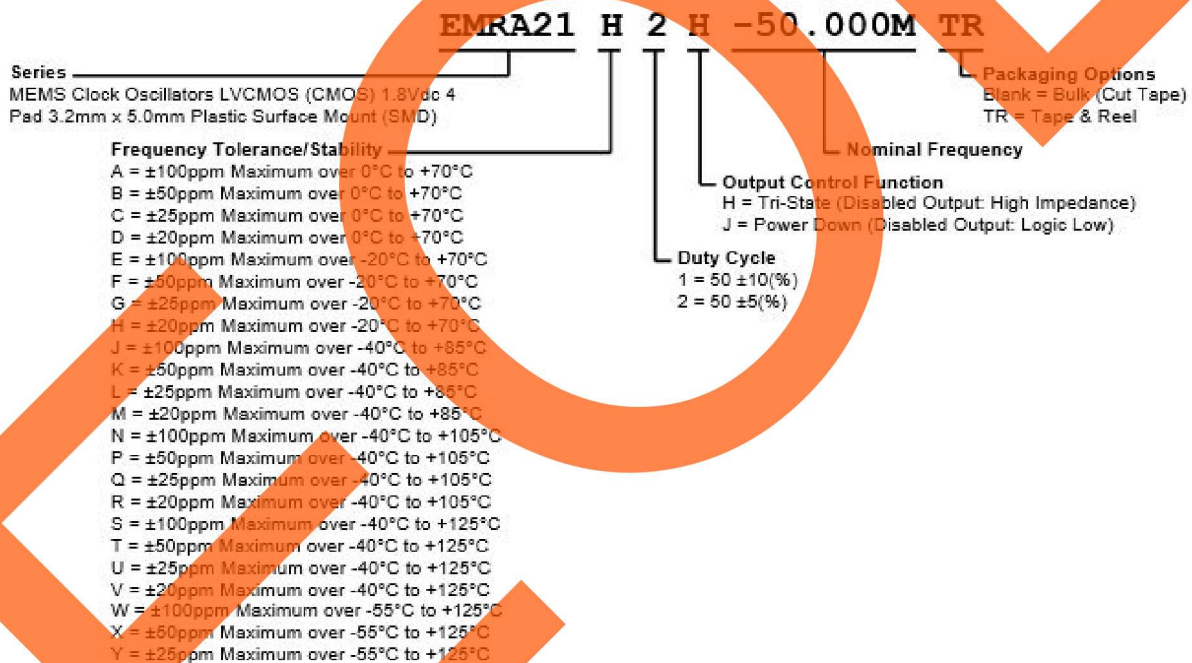 EMRA21 H 2 H -50.000M TR
Series
MEMS Clock Oscillators LVCMOS (CMOS) 1.8Vdc 4
Pad 3.2mm x 5.0mm Plastic Surface Mount (SMD)
Frequency Tolerance/Stability
A = ±100ppm Maximum over 0°C to +70°C
B = ±50ppm Maximum over 0°C to +70°C
C = ±25ppm Maximum over 0°C to +70°C
D = ±20ppm Maximum over 0°C to +70°C
E = ±100ppm Maximum over -20°C to +70°C
F = ±50ppm Maximum over -20°C to +70°C
G = ±25ppm Maximum over -20°C to +70°C
H = ±20ppm Maximum over -20°C to +70°C
J = ±100ppm Maximum over -40°C to +85°C
K = ±50ppm Maximum over -40°C to +85°C
L = ±25ppm Maximum over -40°C to +85°C
M = ±20ppm Maximum over -40°C to +85°C
N = ±100ppm Maximum over -40°C to +105°C
P = ±50ppm Maximum over -40°C to +105°C
Q = ±25ppm Maximum over -40°C to +105°C
R = ±20ppm Maximum over -40°C to +105°C
S = ±100ppm Maximum over -40°C to +125°C
T = ±50ppm Maximum over -40°C to +125°C
U = ±25ppm Maximum over -40°C to +125°C
V = ±20ppm Maximum over -40°C to +125°C
W = ±100ppm Maximum over -55°C to +125°C
X = ±50ppm Maximum over -55°C to +125°C
Y = ±25ppm Maximum over -55°C to +125°C
Packaging Options
Blank = Bulk (Cut Tape)
TR = Tape & Reel
Nominal Frequency
Output Control Function
H = Tri-State (Disabled Output: High Impedance)
J = Power Down (Disabled Output: Logic Low)
Duty Cycle
1 = 50 ±10(%)
2 = 50 ±5(%)